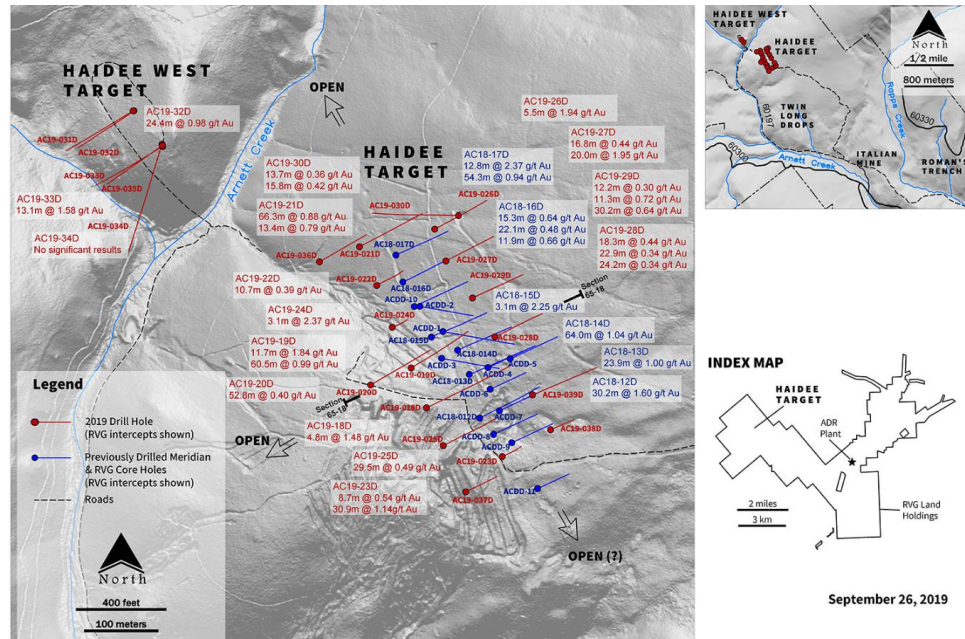 HAIDEE WEST
TARGET
AC19-32D
24.4m @ 0.98 g/t Au
AC19-031D
AC19-032D
AC19-033D
AC19-035D
AC19-33D
13.1m @ 1.58 g/t Au
AC19-034D
AC19-34D
No significant results
OPEN
Arnett Creek
HAIDEE
TARGET
AC19-26D
5.5m @ 1.94 g/t Au
AC19-27D
16.8m @ 0.44 g/t Au
20.0m @ 1.95 g/t Au
AC18-17D
12.8m @ 2.37 g/t Au
54.3m @ 0.94 g/t Au
AC19-29D
12.2m @ 0.30 g/t Au
11.3m @ 0.72 g/t Au
30.2m @ 0.64 g/t Au
AC19-30D
13.7m @ 0.36 g/t Au
15.8m @ 0.42 g/t Au
AC19-21D
66.3m @ 0.88 g/t Au
13.4m @ 0.79 g/t Au
AC18-16D
15.3m @ 0.64 g/t Au
22.1m @ 0.48 g/t Au
11.9m @ 0.66 g/t Au
AC19-28D
18.3m @ 0.44 g/t Au
22.9m @ 0.34 g/t Au
24.2m @ 0.34 g/t Au
AC19-030D
AC19-026D
AC19-036D
AC19-021D
AC18-017D
AC19-027D
AC19-22D
10.7m @ 0.39 g/t Au
AC19-022D
AC18-016D
AC19-029D
ACDD-10
ACDD-2
Section
65-18
AC18-15D
3.1m @ 2.25 g/t Au
AC19-24D
3.1m @ 2.37 g/t Au
AC19-024D
ACDD-1
AC18-015D
AC19-028D
AC18-14D
64.0m @ 1.04 g/t Au
AC19-19D
11.7m @ 1.84 g/t Au
60.5m @ 0.99 g/t Au
AC18-014D
ACDD-3
ACDD-5
ACDD-4
AC18-13D
23.9m @ 1.00 g/t Au
AC19-019D
AC18-013D
AC19-20D
52.8m @ 0.40 g/t Au
AC19-020D
ACDD-6
AC18-12D
30.2m @ 1.60 g/t Au
Section
65-18
AC19-018D
AC19-039D
AC18-012D
ACDD-7
AC19-18D
4.8m @ 1.48 g/t Au
AC19-025D
ACDD-8
AC19-038D
ACDD-9
OPEN
AC19-25D
29.5m @ 0.49 g/t Au
AC19-023D
AC19-23D
8.7m @ 0.54 g/t Au
30.9m @ 1.14g/t Au
AC19-037D
ACDD-11
OPEN (?)
Legend
2019 Drill Hole
(RVG intercepts shown)
Previously Drilled Meridian
& RVG Core Holes
(RVG intercepts shown)
Roads
North
400 feet
100 meters
HAIDEE WEST
TARGET
HAIDEE
TARGET
North
1/2 mile
800 meters
60197
TWIN
LONG
DROPS
Rapps Creek
60330
60300
Arnett Creek
ITALIAN
MINE
ROMAN'S
TRENCH
INDEX MAP
HAIDEE
TARGET
ADR
Plant
2 miles
3 km
RVG Land
Holdings
September 26, 2019